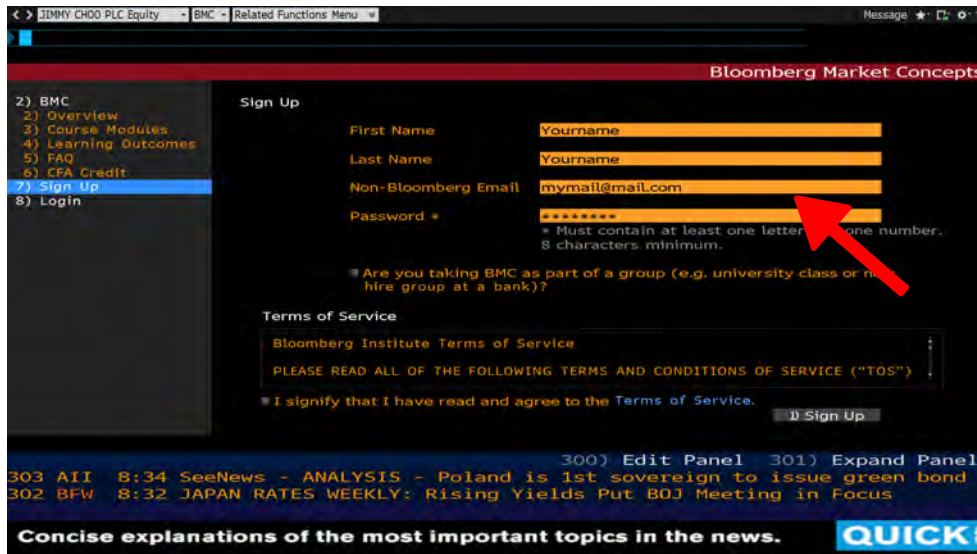 < > JIMMY CHOO PLC Equity BMC Related Functions Menu Message
Bloomberg Market Concepts
2) BMC
2) Overview
3) Course Modules
4) Learning Outcomes
5) FAQ
6) CFA Credit
7) Sign Up
8) Login
Sign Up
First Name Yourname
Last Name Yourname
Non-Bloomberg Email mymail@mail.com
Password * ********
* Must contain at least one letter one number.
8 characters minimum.
Are you taking BMC as part of a group (e.g. university class or
hire group at a bank)?
Terms of Service
Bloomberg Institute Terms of Service
PLEASE READ ALL OF THE FOLLOWING TERMS AND CONDITIONS OF SERVICE ("TOS")
I signify that I have read and agree to the Terms of Service.
1) Sign Up
300) Edit Panel 301) Expand Panel
303 AII 8:34 SeeNews - ANALYSIS - Poland is 1st sovereign to issue green bond
302 BFW 8:32 JAPAN RATES WEEKLY: Rising Yields Put BOJ Meeting in Focus
Concise explanations of the most important topics in the news. QUICK